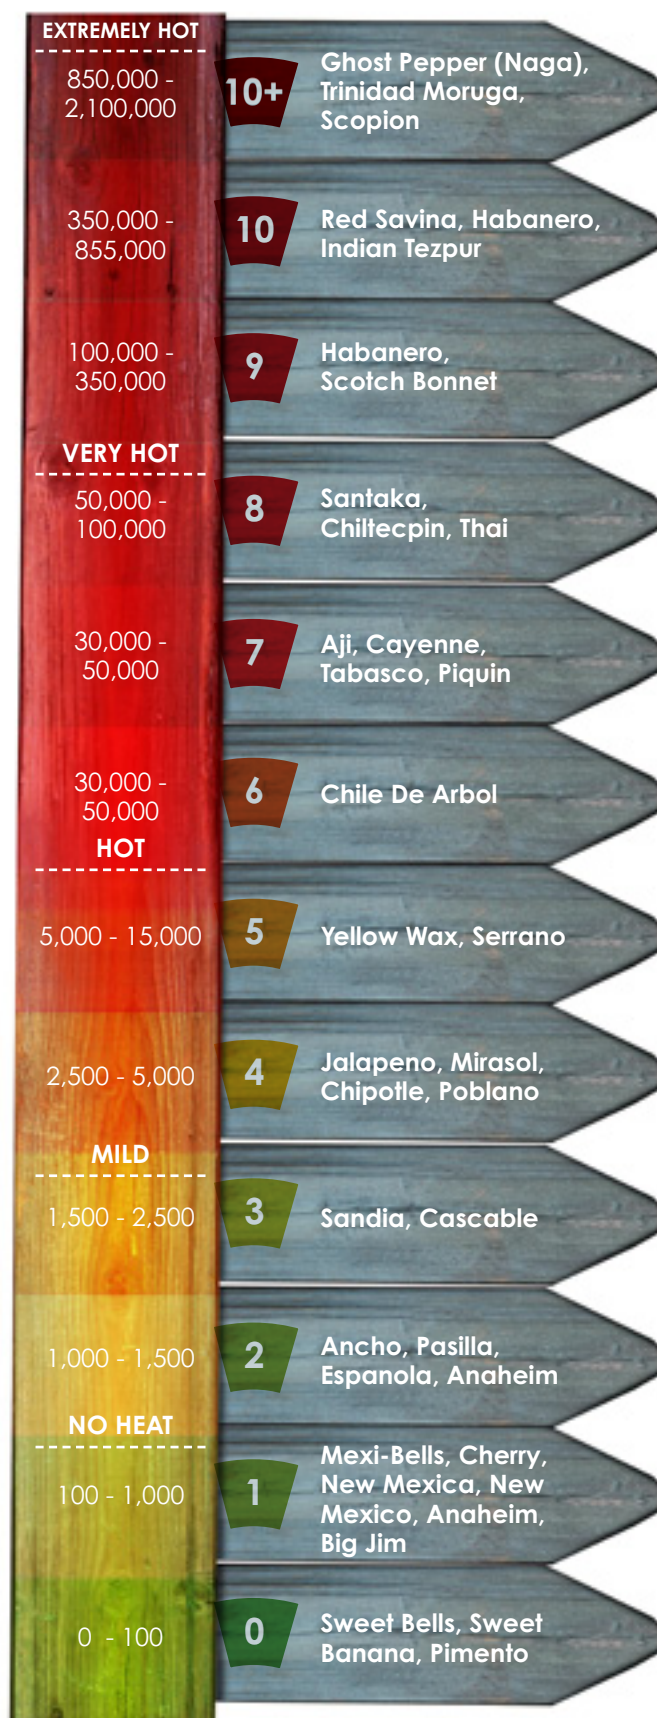 EXTREMELY HOT
850,000 -
2,100,000
10+
Ghost Pepper (Naga),
Trinidad Moruga,
Scopion
350,000 -
855,000
10
Red Savina, Habanero,
Indian Tezpur
100,000 -
350,000
9
Habanero,
Scotch Bonnet
VERY HOT
50,000 -
100,000
8
Santaka,
Chiltecpin, Thai
30,000 -
50,000
7
Aji, Cayenne,
Tabasco, Piquin
30,000 -
50,000
6
Chile De Arbol
HOT
5,000 - 15,000
5
Yellow Wax, Serrano
2,500 - 5,000
4
Jalapeno, Mirasol,
Chipotle, Poblano
MILD
1,500 - 2,500
3
Sandia, Cascable
1,000 - 1,500
2
Ancho, Pasilla,
Espanola, Anaheim
NO HEAT
100 - 1,000
1
Mexi-Bells, Cherry,
New Mexica, New
Mexico, Anaheim,
Big Jim
0 - 100
0
Sweet Bells, Sweet
Banana, Pimento